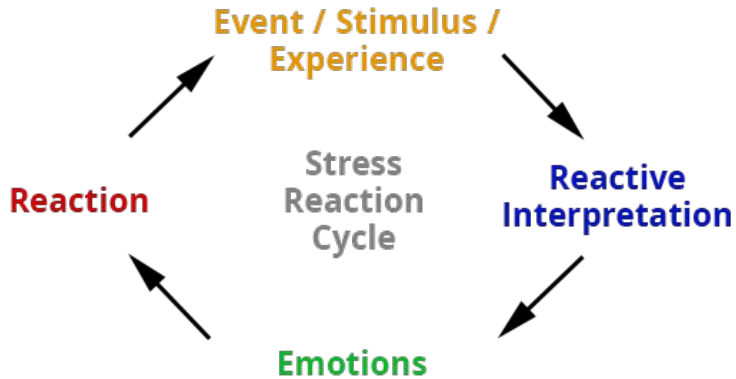 Event / Stimulus /
Experience
Stress
Reaction
Cycle
Reactive
Interpretation
Reaction
Emotions